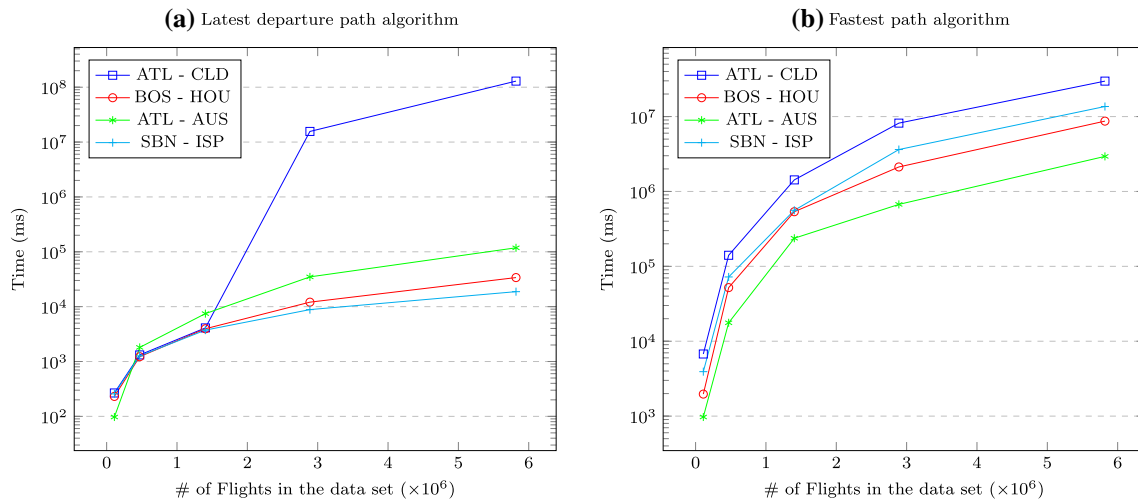 (a) Latest departure path algorithm
ATL - CLD
BOS - HOU
ATL - AUS
SBN - ISP
Time (ms)
10^8
10^7
10^6
10^5
10^4
10^3
10^2
0 1 2 3 4 5 6
# of Flights in the data set (×10^6)
(b) Fastest path algorithm
ATL - CLD
BOS - HOU
ATL - AUS
SBN - ISP
Time (ms)
10^7
10^6
10^5
10^4
10^3
0 1 2 3 4 5 6
# of Flights in the data set (×10^6)